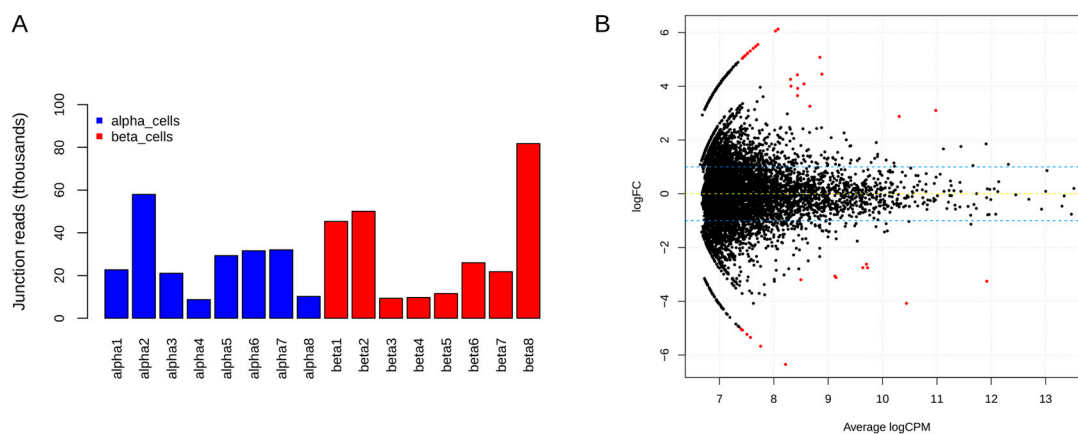 A
Junction reads (thousands)
100
80
60
40
20
0
alpha_cells
beta_cells
alpha1
alpha2
alpha3
alpha4
alpha5
alpha6
alpha7
alpha8
beta1
beta2
beta3
beta4
beta5
beta6
beta7
beta8
B
logFC
6
4
2
0
−2
−4
−6
7
8
9
10
11
12
13
Average logCPM